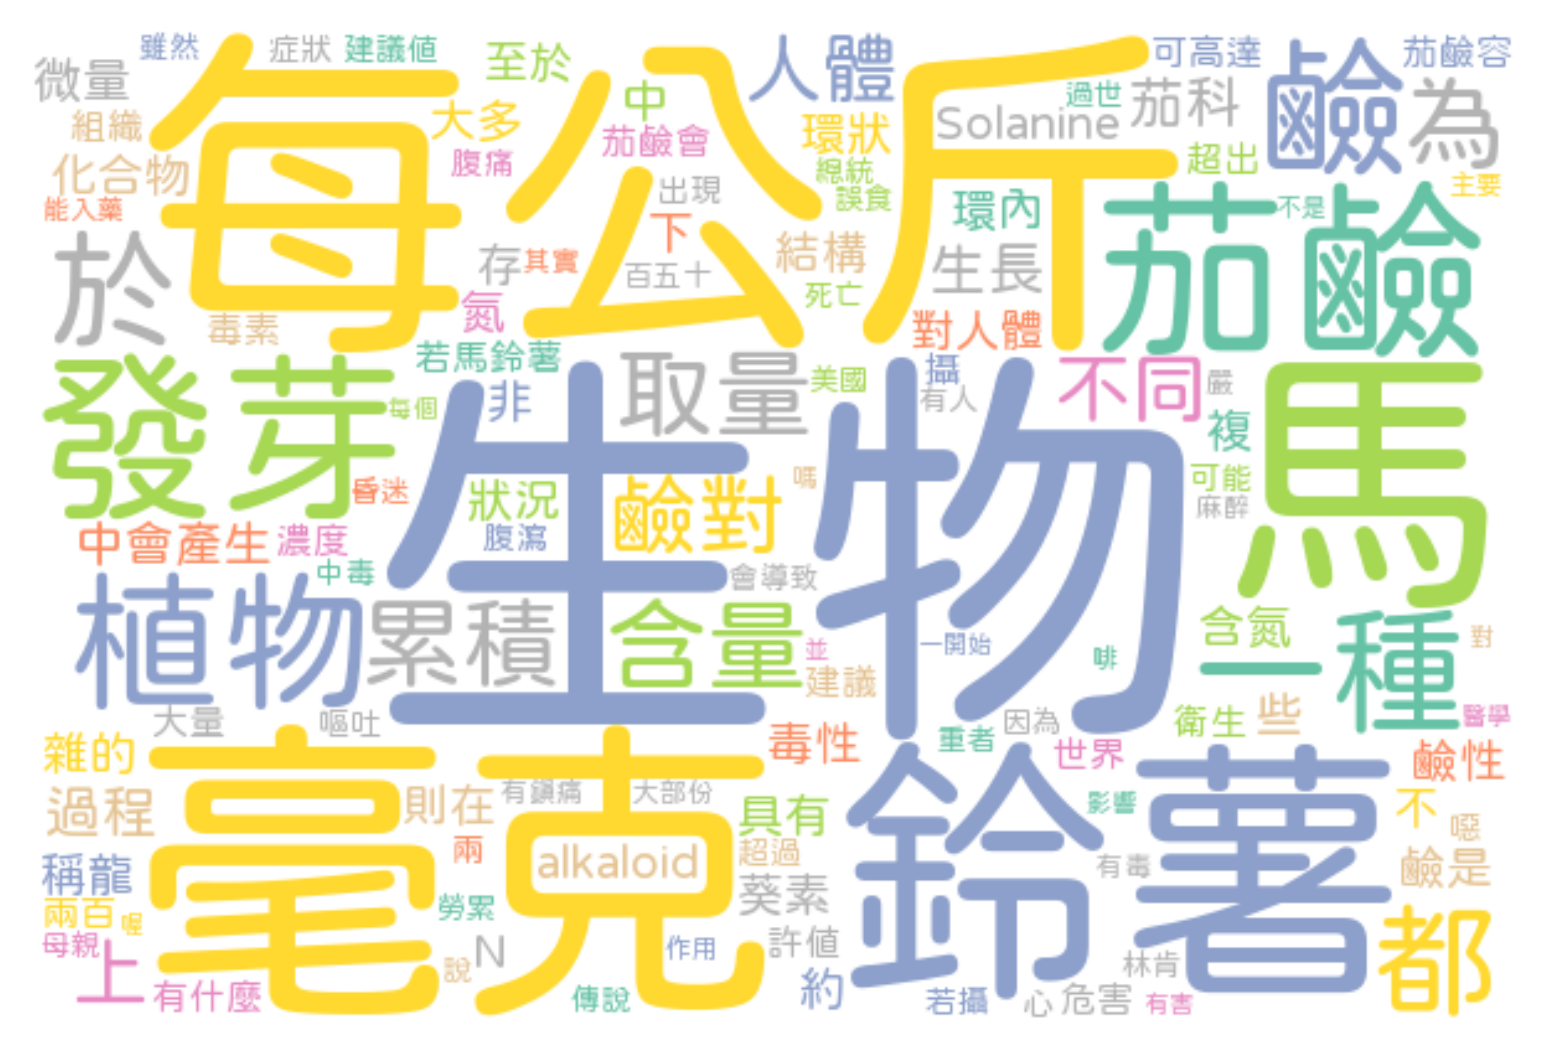 雖然
症狀
建議值
至於
人體
可高達
茄鹼容
每公斤
鹼
微量
大多
中
環狀
過世
Solanine
茄科
為
組織
腹痛
茄鹼會
總統
超出
主要
化合物
能入藥
出現
誤食
環內
茄鹼
不是
下
於
存
其實
百五十
結構
生長
毒素
氮
死亡
對人體
若馬鈴薯
取量
美國
攝
不同
嚴
馬
發芽
每個
非
有人
複
生物
昏迷
狀況
鹼對
嗎
可能
麻醉
中會產生
濃度
腹瀉
中毒
會導致
植物
累積
含量
並
一開始
啡
含氮
一種
對
建議
大量
嘔吐
毒性
重者
因為
世界
衛生
些
醫學
雜的
毫克
鈴薯
鹼性
過程
則在
有鎮痛
大部份
具有
影響
不
噁
兩
alkaloid
超過
有毒
鹼是
稱龍
葵素
兩百
喔
勞累
都
母親
上
N
作用
許值
說
林肯
有什麼
傳說
約
若攝
心
危害
有害